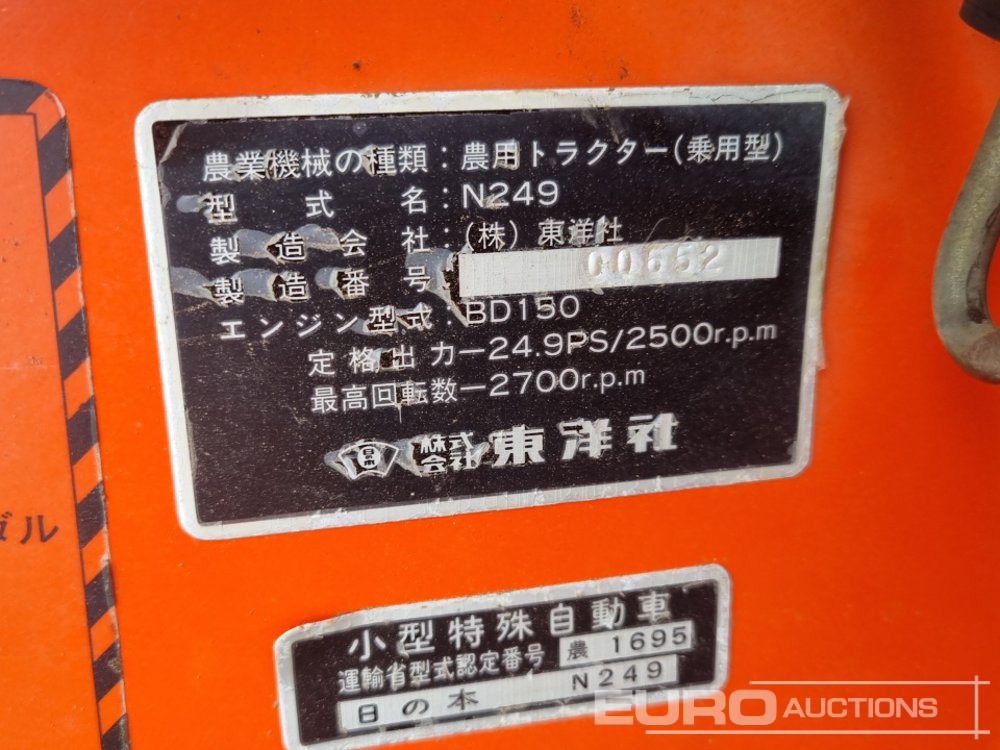 農業機械の種類：農用トラクター(乗用型)
型式名：N249
製造会社：(株)東洋社
製造番号 00652
エンジン型式：BD150
定格出力ー24.9PS/2500r.p.m
最高回転数ー2700r.p.m
株式会社 東洋社
小型特殊自動車
運輸省型式認定番号 農 1695
日の本 N249
ル
EURO AUCTIONS